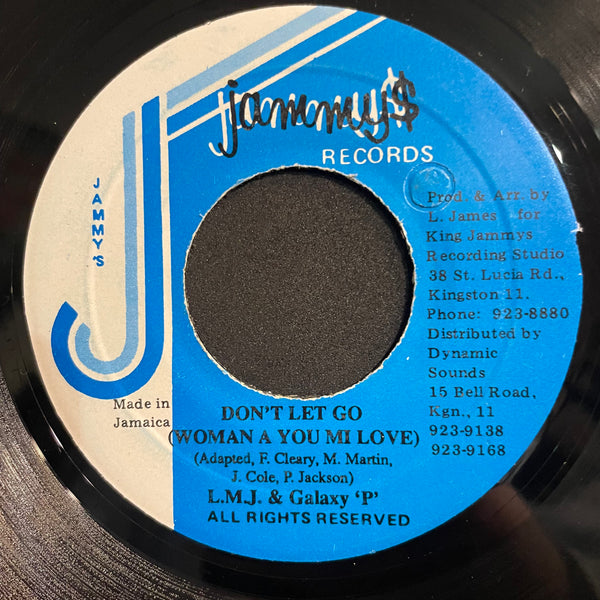 jammy$
RECORDS
JAMMY'S
Prod. & Arr. by
L. James for
King Jammys
Recording Studio
38 St. Lucia Rd.,
Kingston 11.
Phone: 923-8880
Distributed by
Dynamic
Sounds
15 Bell Road,
Kgn., 11
923-9138
923-9168
Made in
Jamaica
DON'T LET GO
(WOMAN A YOU MI LOVE)
(Adapted, F. Cleary, M. Martin,
J. Cole, P. Jackson)
L.M.J. & Galaxy 'P'
ALL RIGHTS RESERVED